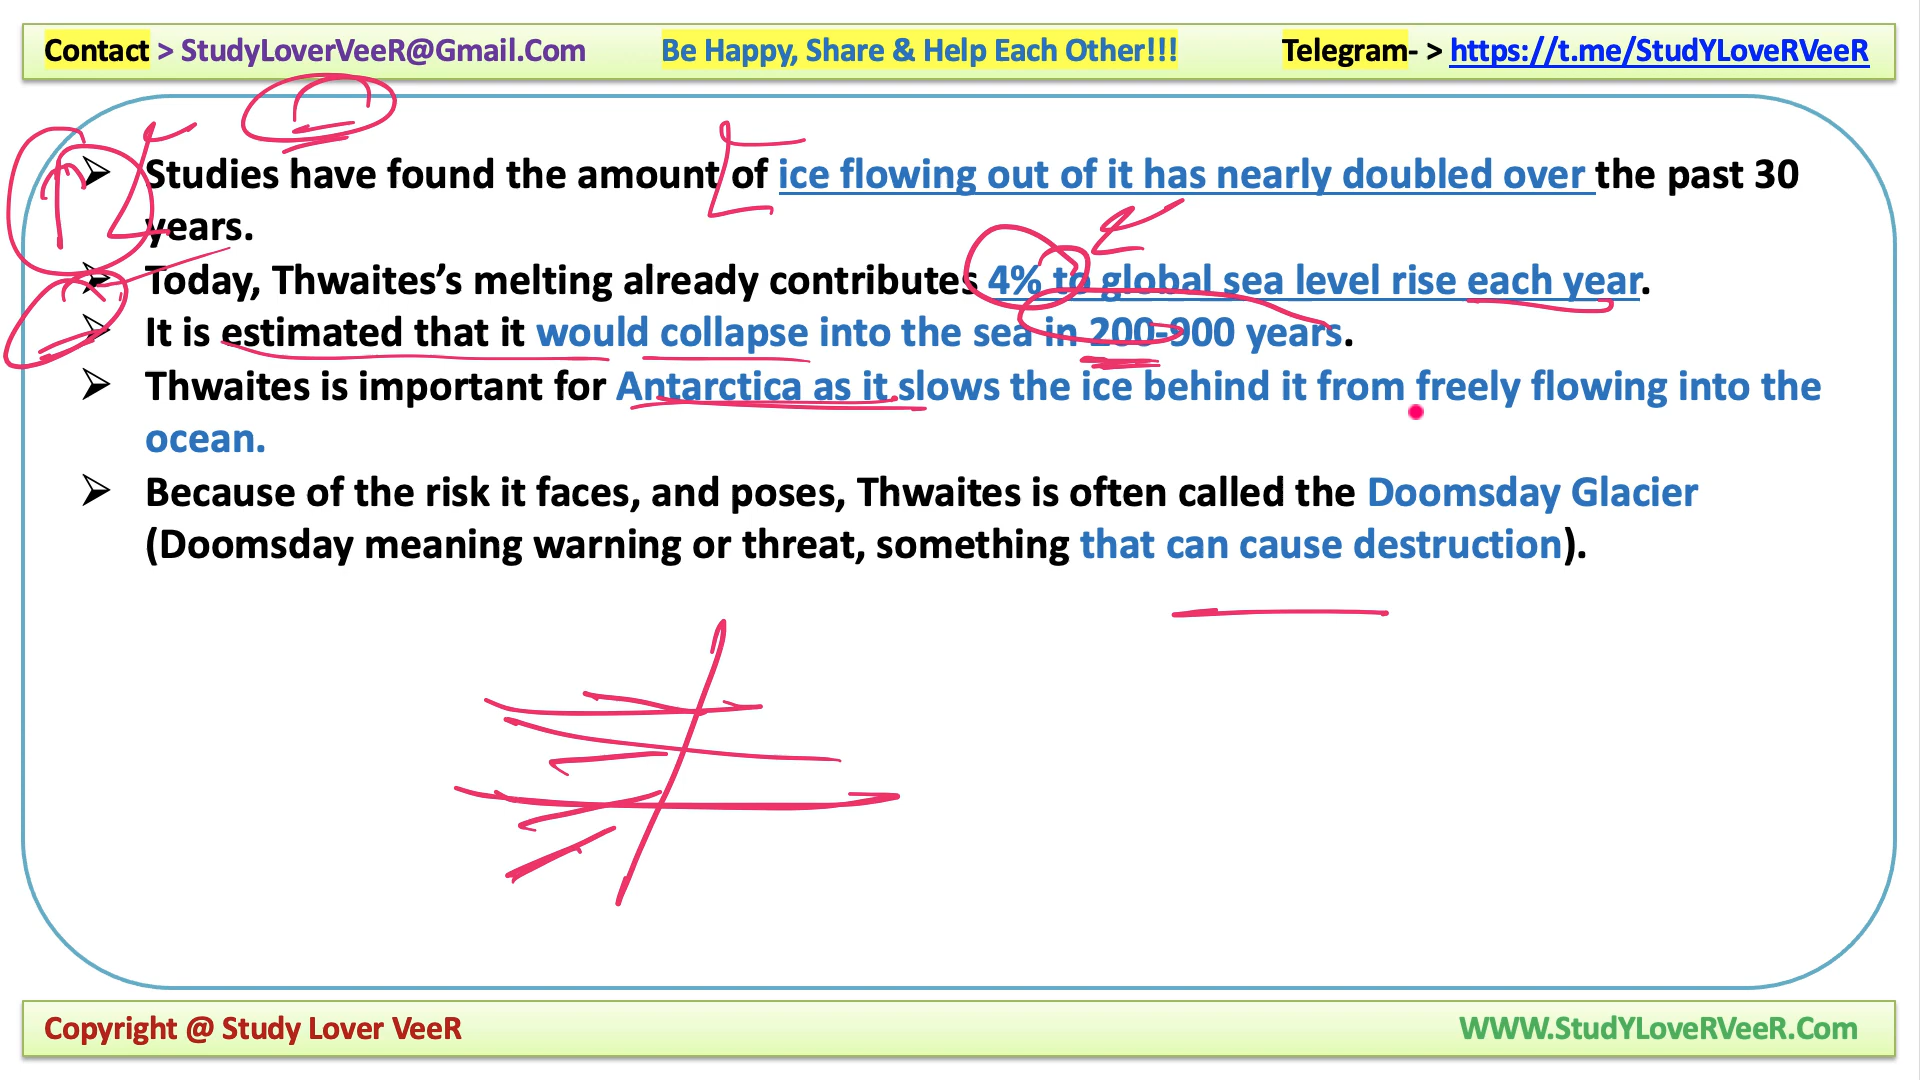 Contact > StudyLoverVeeR@Gmail.Com Be Happy, Share & Help Each Other!!! Telegram- > https://t.me/StudYLoveRVeeR
➢ Studies have found the amount of ice flowing out of it has nearly doubled over the past 30
years.
➢ Today, Thwaites’s melting already contributes 4% to global sea level rise each year.
➢ It is estimated that it would collapse into the sea in 200-900 years.
➢ Thwaites is important for Antarctica as it slows the ice behind it from freely flowing into the
ocean.
➢ Because of the risk it faces, and poses, Thwaites is often called the Doomsday Glacier
(Doomsday meaning warning or threat, something that can cause destruction).
Copyright @ Study Lover VeeR WWW.StudYLoveRVeeR.Com